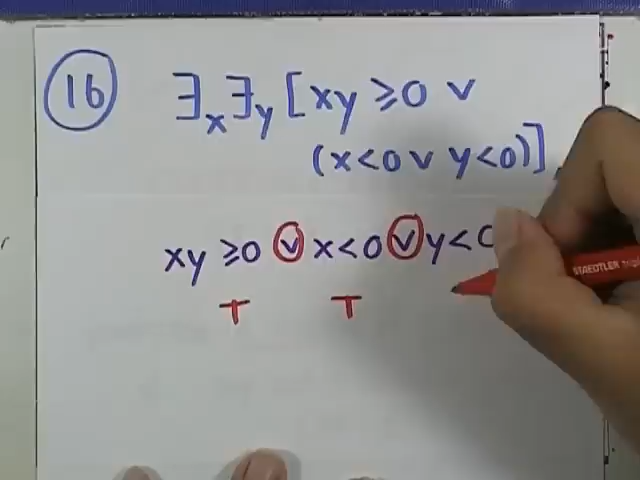 16 ∃x∃y [xy ≥ 0 ∨
(x < 0 ∨ y < 0)]
xy ≥ 0 ∨ x < 0 ∨ y < 0
T T
STAEDTLER